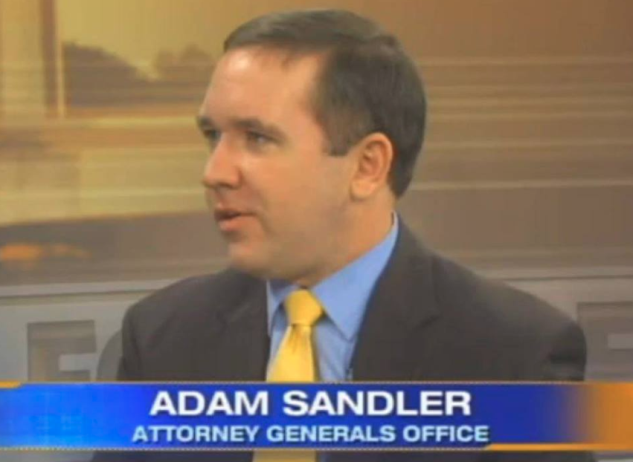 ADAM SANDLER
ATTORNEY GENERALS OFFICE